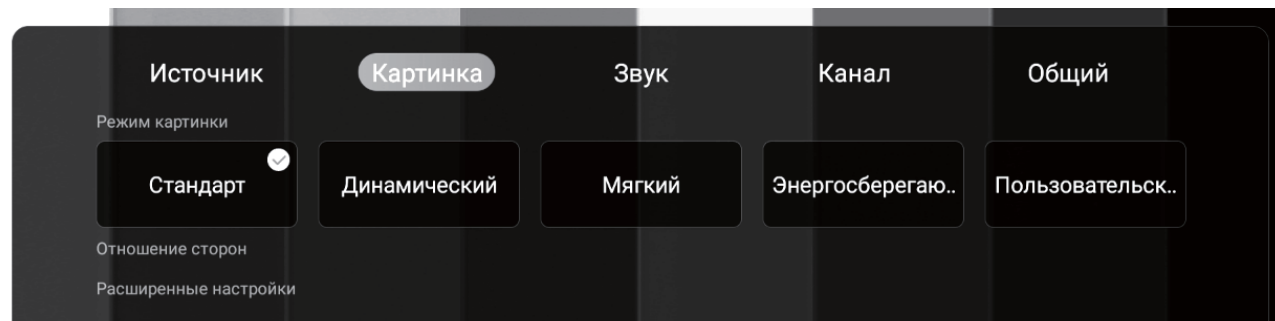 Источник Картинка Звук Канал Общий
Режим картинки
Стандарт Динамический Мягкий Энергосберегаю.. Пользовательск..
Отношение сторон
Расширенные настройки